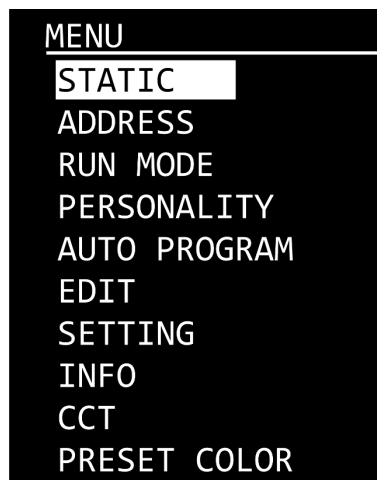 MENU
STATIC
ADDRESS
RUN MODE
PERSONALITY
AUTO PROGRAM
EDIT
SETTING
INFO
CCT
PRESET COLOR